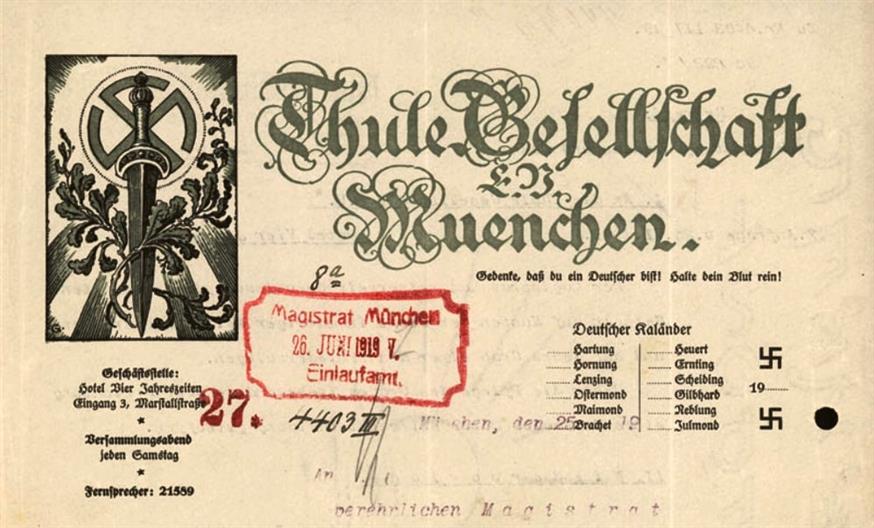 Thule-Gesellschaft
E.V.
Muenchen.
Gedenke, daß du ein Deutscher bist! Halte dein Blut rein!
8a
Magistrat München
26. JUNI 1919 V.
Einlaufamt.
Geschäftsstelle:
Hotel Vier Jahreszeiten
Eingang 3, Marstallstraße
*
Versammlungsabend
jeden Samstag
*
Fernsprecher: 21589
27.
4403 III
Deutscher Kaländer
Hartung Heuert
Hornung Ernting
Lenzing Scheiding
Ostermond Gilbhard
Maimond Neblung
Brachet Julmond
19
München, den 25 19
An
verehrlichen Magistrat
G.